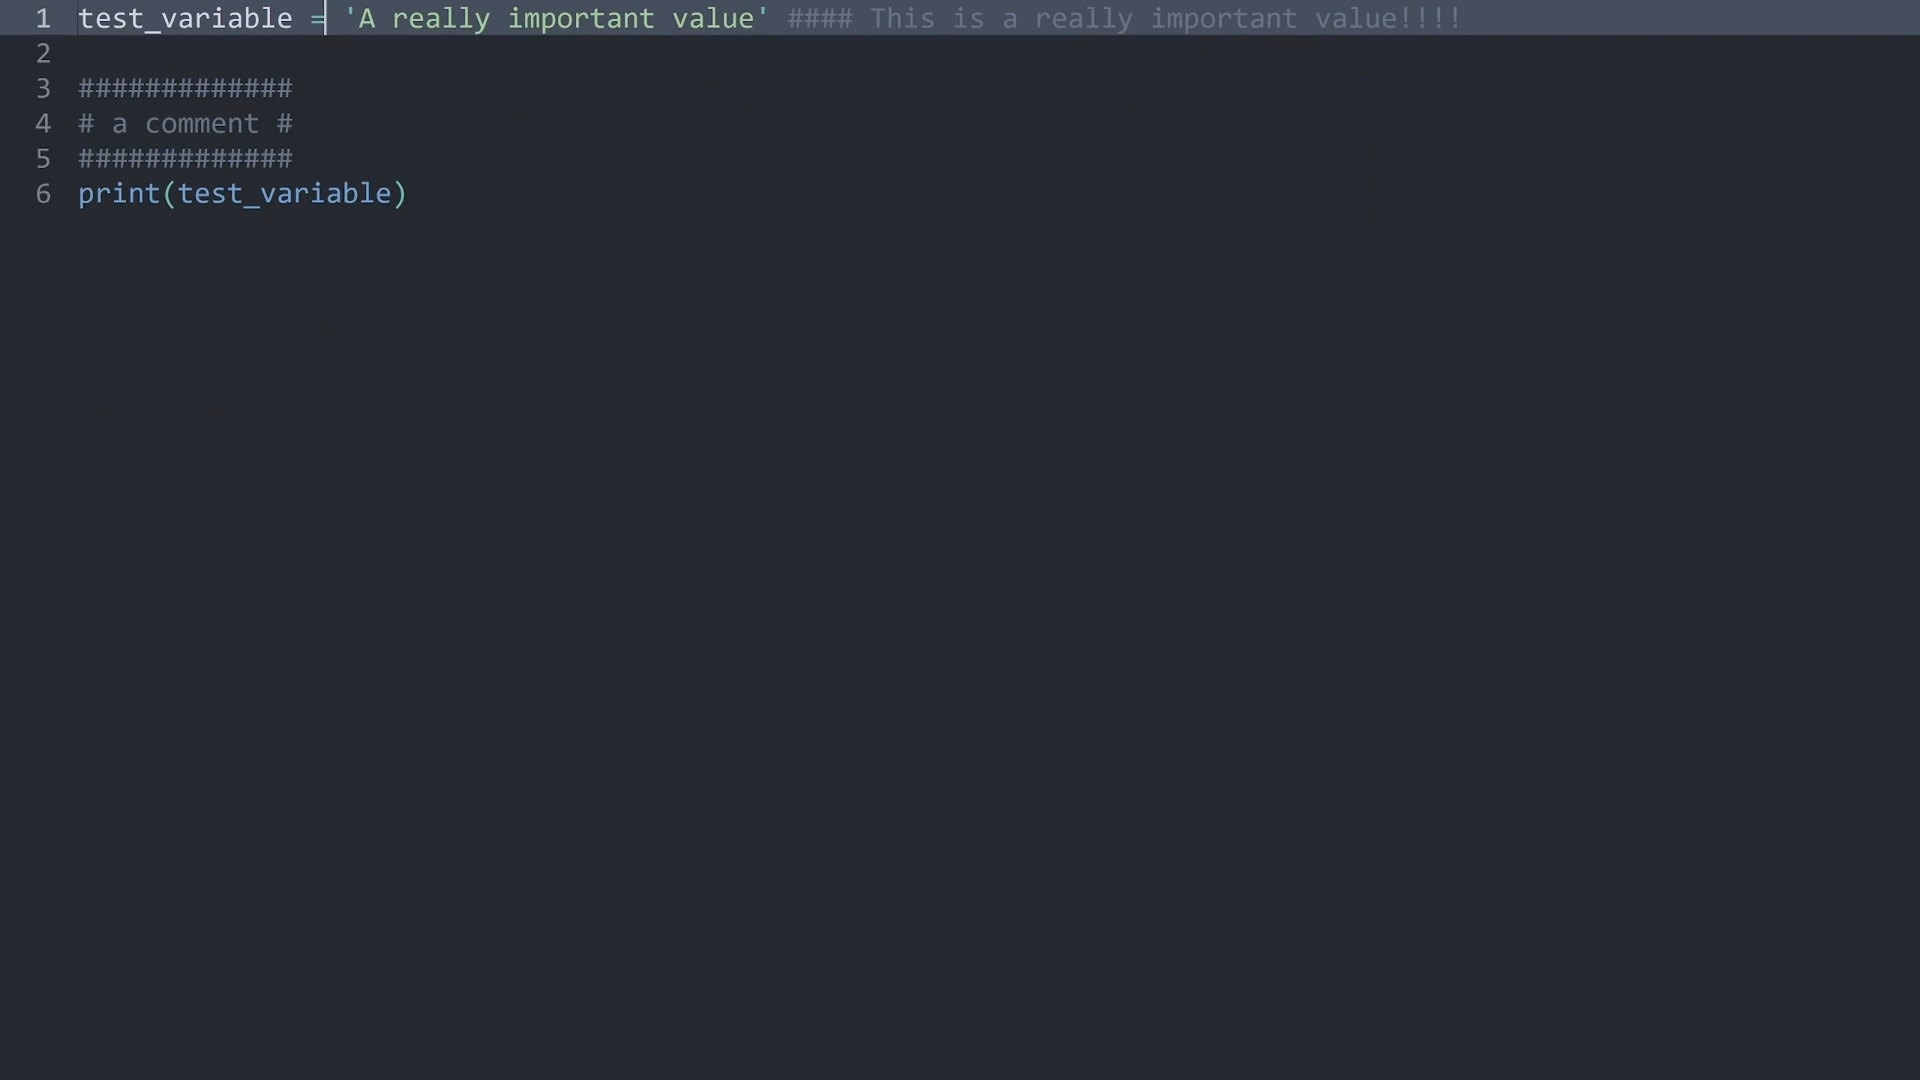 1 test_variable = 'A really important value' #### This is a really important value!!!!
2
3 #############
4 # a comment #
5 #############
6 print(test_variable)